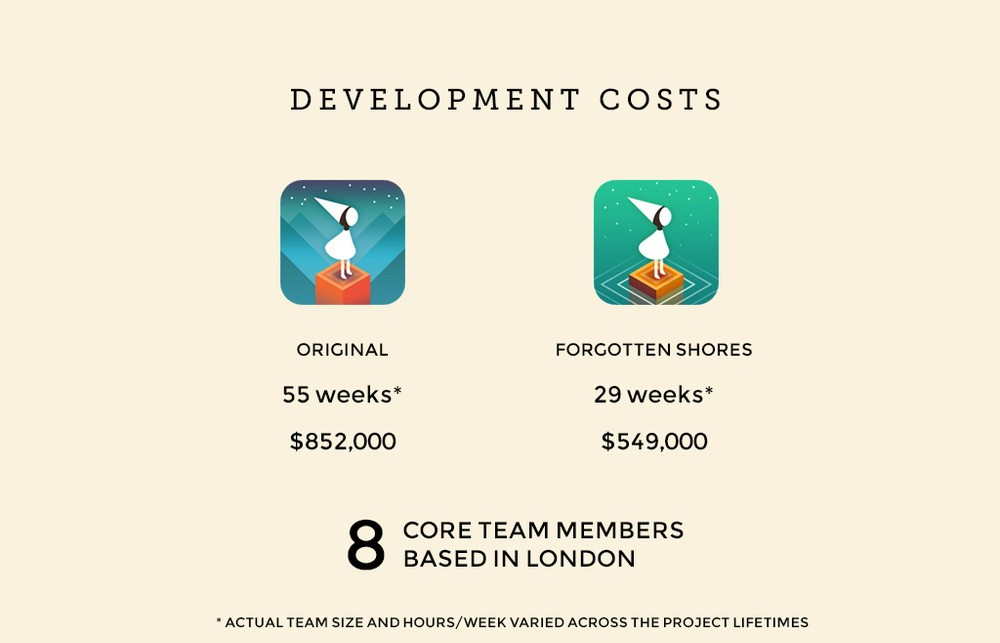 DEVELOPMENT COSTS
ORIGINAL
55 weeks*
$852,000
FORGOTTEN SHORES
29 weeks*
$549,000
8 CORE TEAM MEMBERS
BASED IN LONDON
* ACTUAL TEAM SIZE AND HOURS/WEEK VARIED ACROSS THE PROJECT LIFETIMES